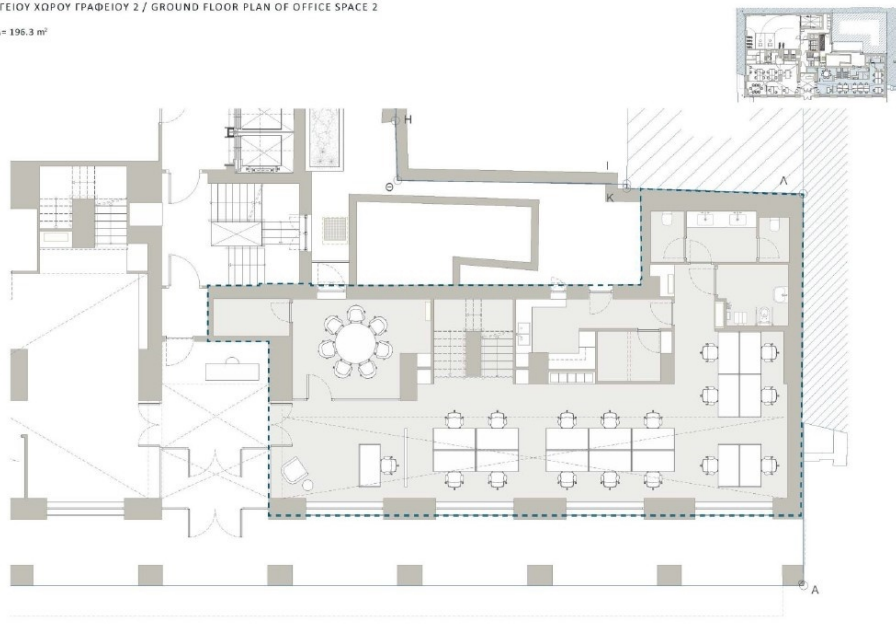 ΓΕΙΟΥ ΧΩΡΟΥ ΓΡΑΦΕΙΟΥ 2 / GROUND FLOOR PLAN OF OFFICE SPACE 2
= 196.3 m²
H
Θ
I
K
Λ
A